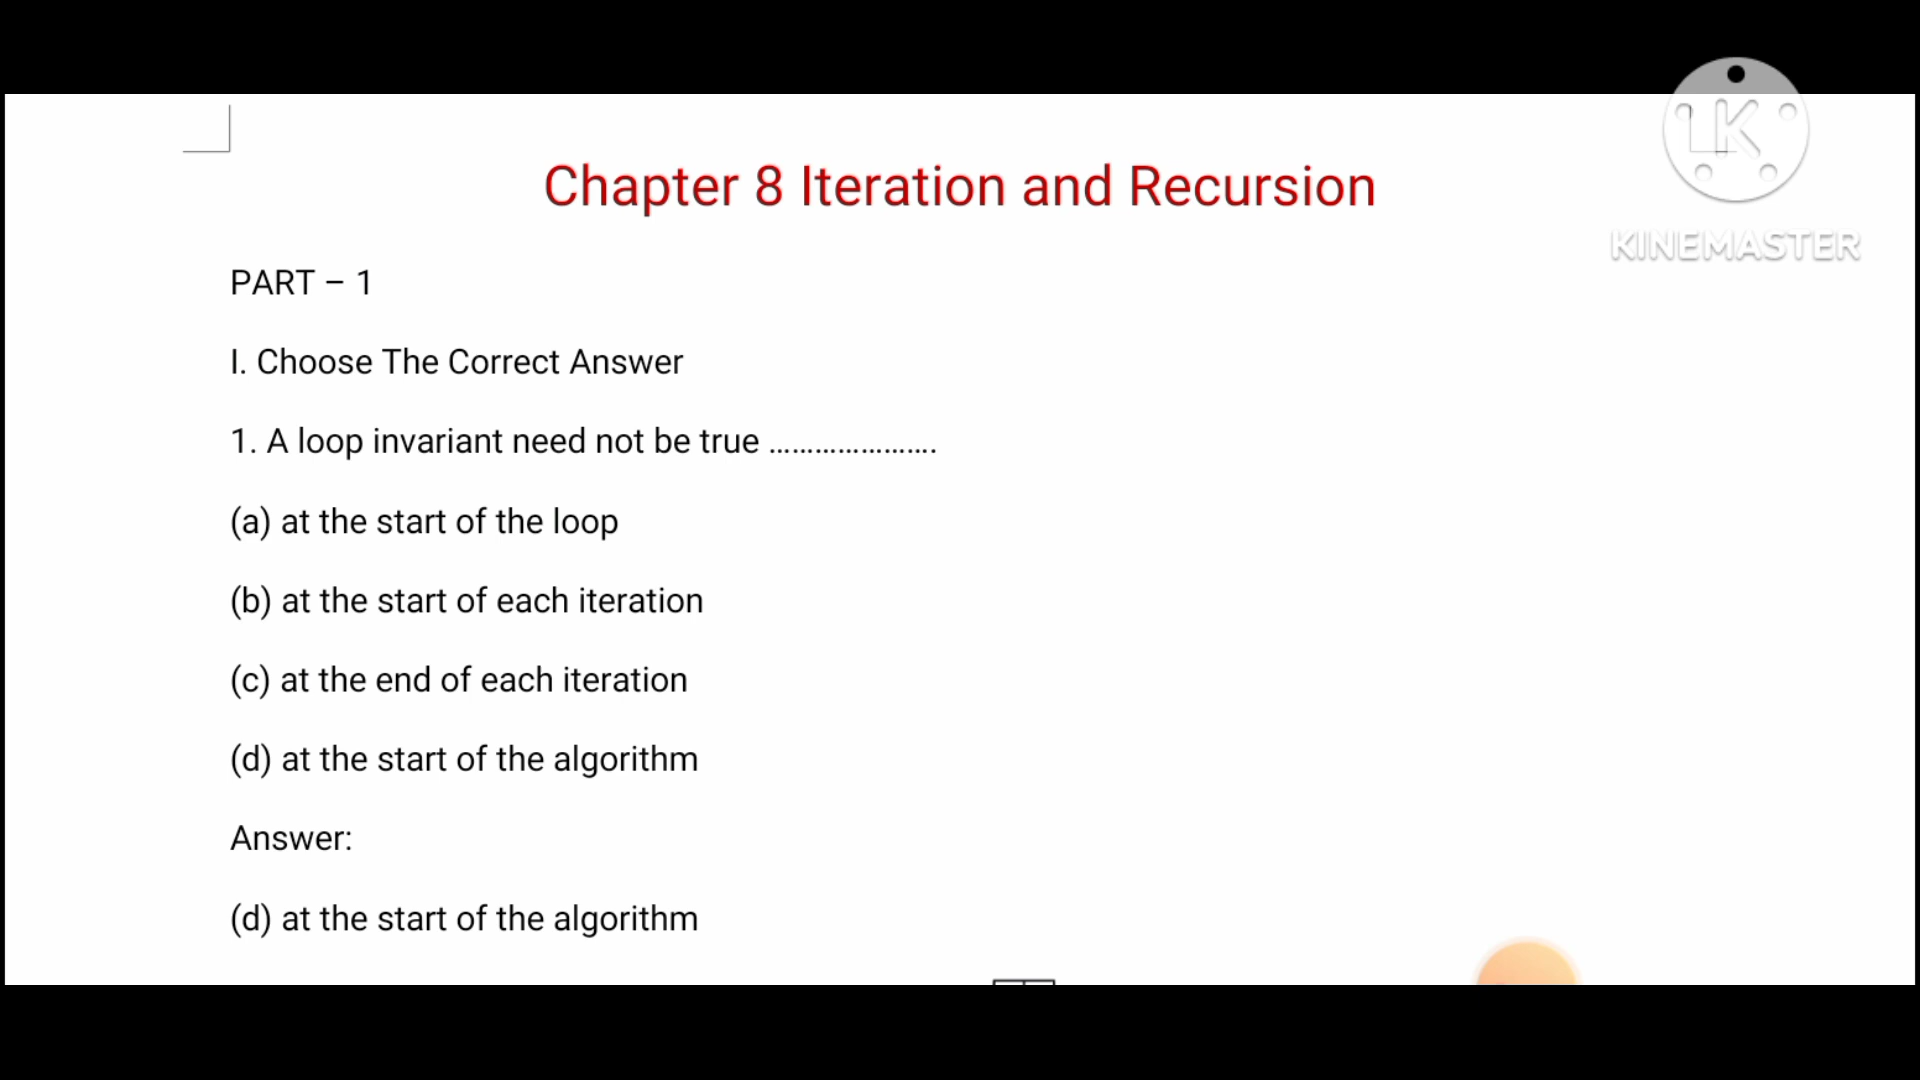 Chapter 8 Iteration and Recursion
KINEMASTER
PART – 1
I. Choose The Correct Answer
1. A loop invariant need not be true ………………….
(a) at the start of the loop
(b) at the start of each iteration
(c) at the end of each iteration
(d) at the start of the algorithm
Answer:
(d) at the start of the algorithm